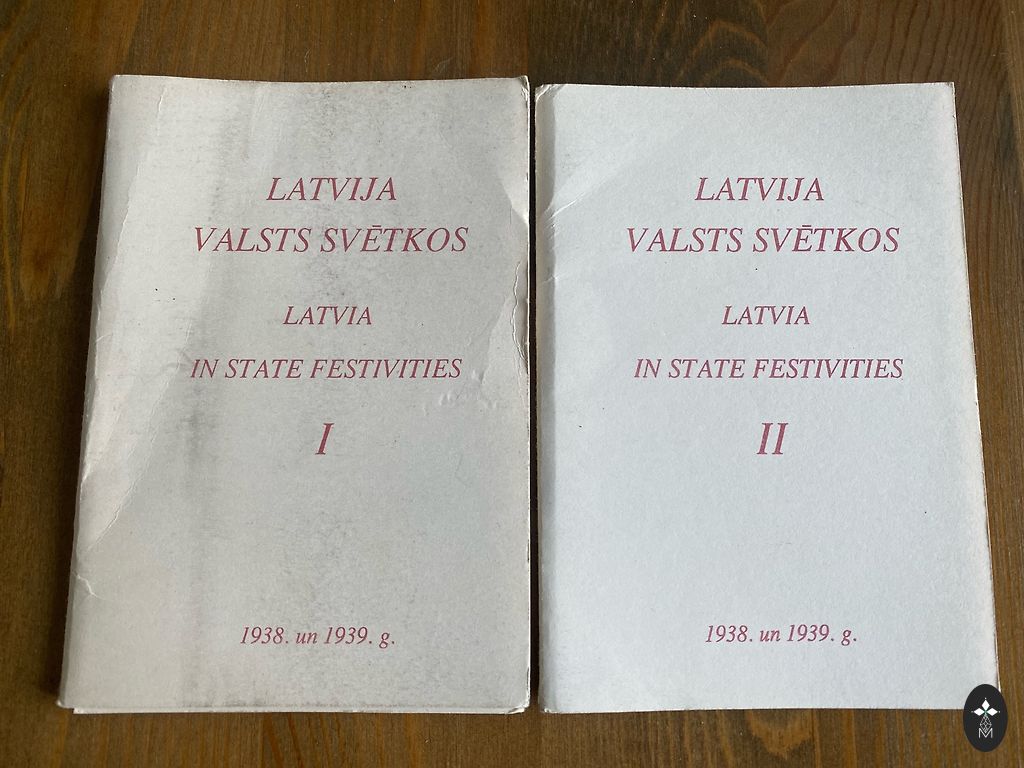 LATVIJA
VALSTS SVĒTKOS
LATVIA
IN STATE FESTIVITIES
I
1938. un 1939. g.
LATVIJA
VALSTS SVĒTKOS
LATVIA
IN STATE FESTIVITIES
II
1938. un 1939. g.
M